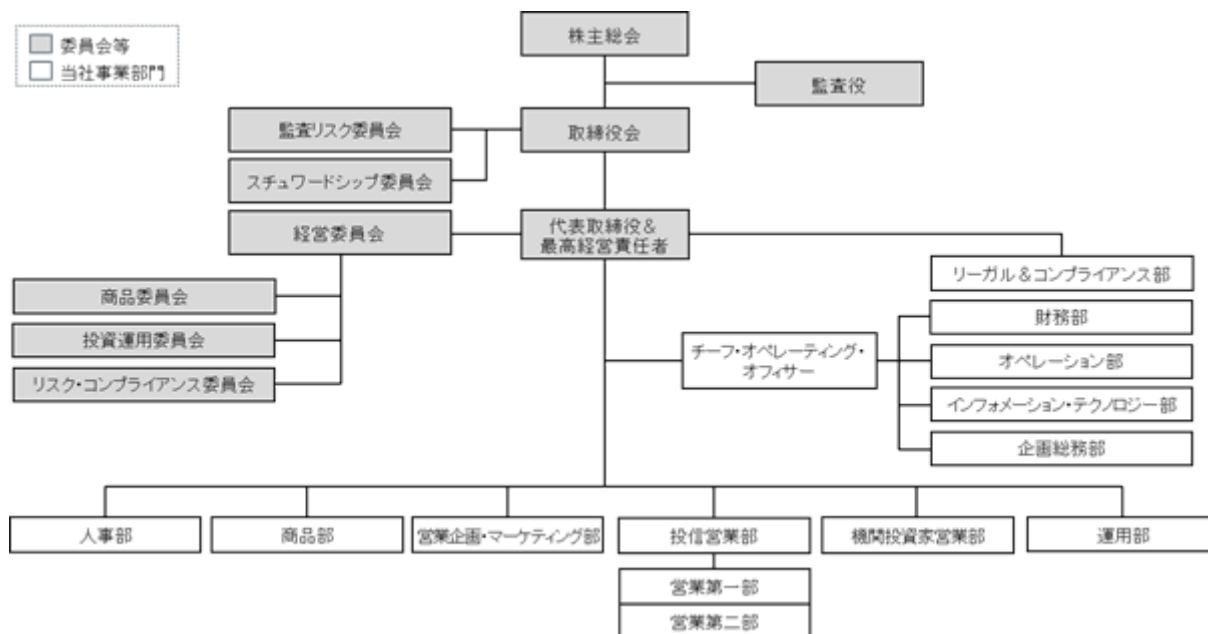 株主総会
委員会等
当社事業部門
監査役
監査リスク委員会
取締役会
スチュワードシップ委員会
経営委員会
代表取締役＆
最高経営責任者
リーガル＆コンプライアンス部
商品委員会
財務部
投資運用委員会
チーフ・オペレーティング・
オフィサー
オペレーション部
リスク・コンプライアンス委員会
インフォメーション・テクノロジー部
企画総務部
人事部
商品部
営業企画・マーケティング部
投信営業部
機関投資家営業部
運用部
営業第一部
営業第二部